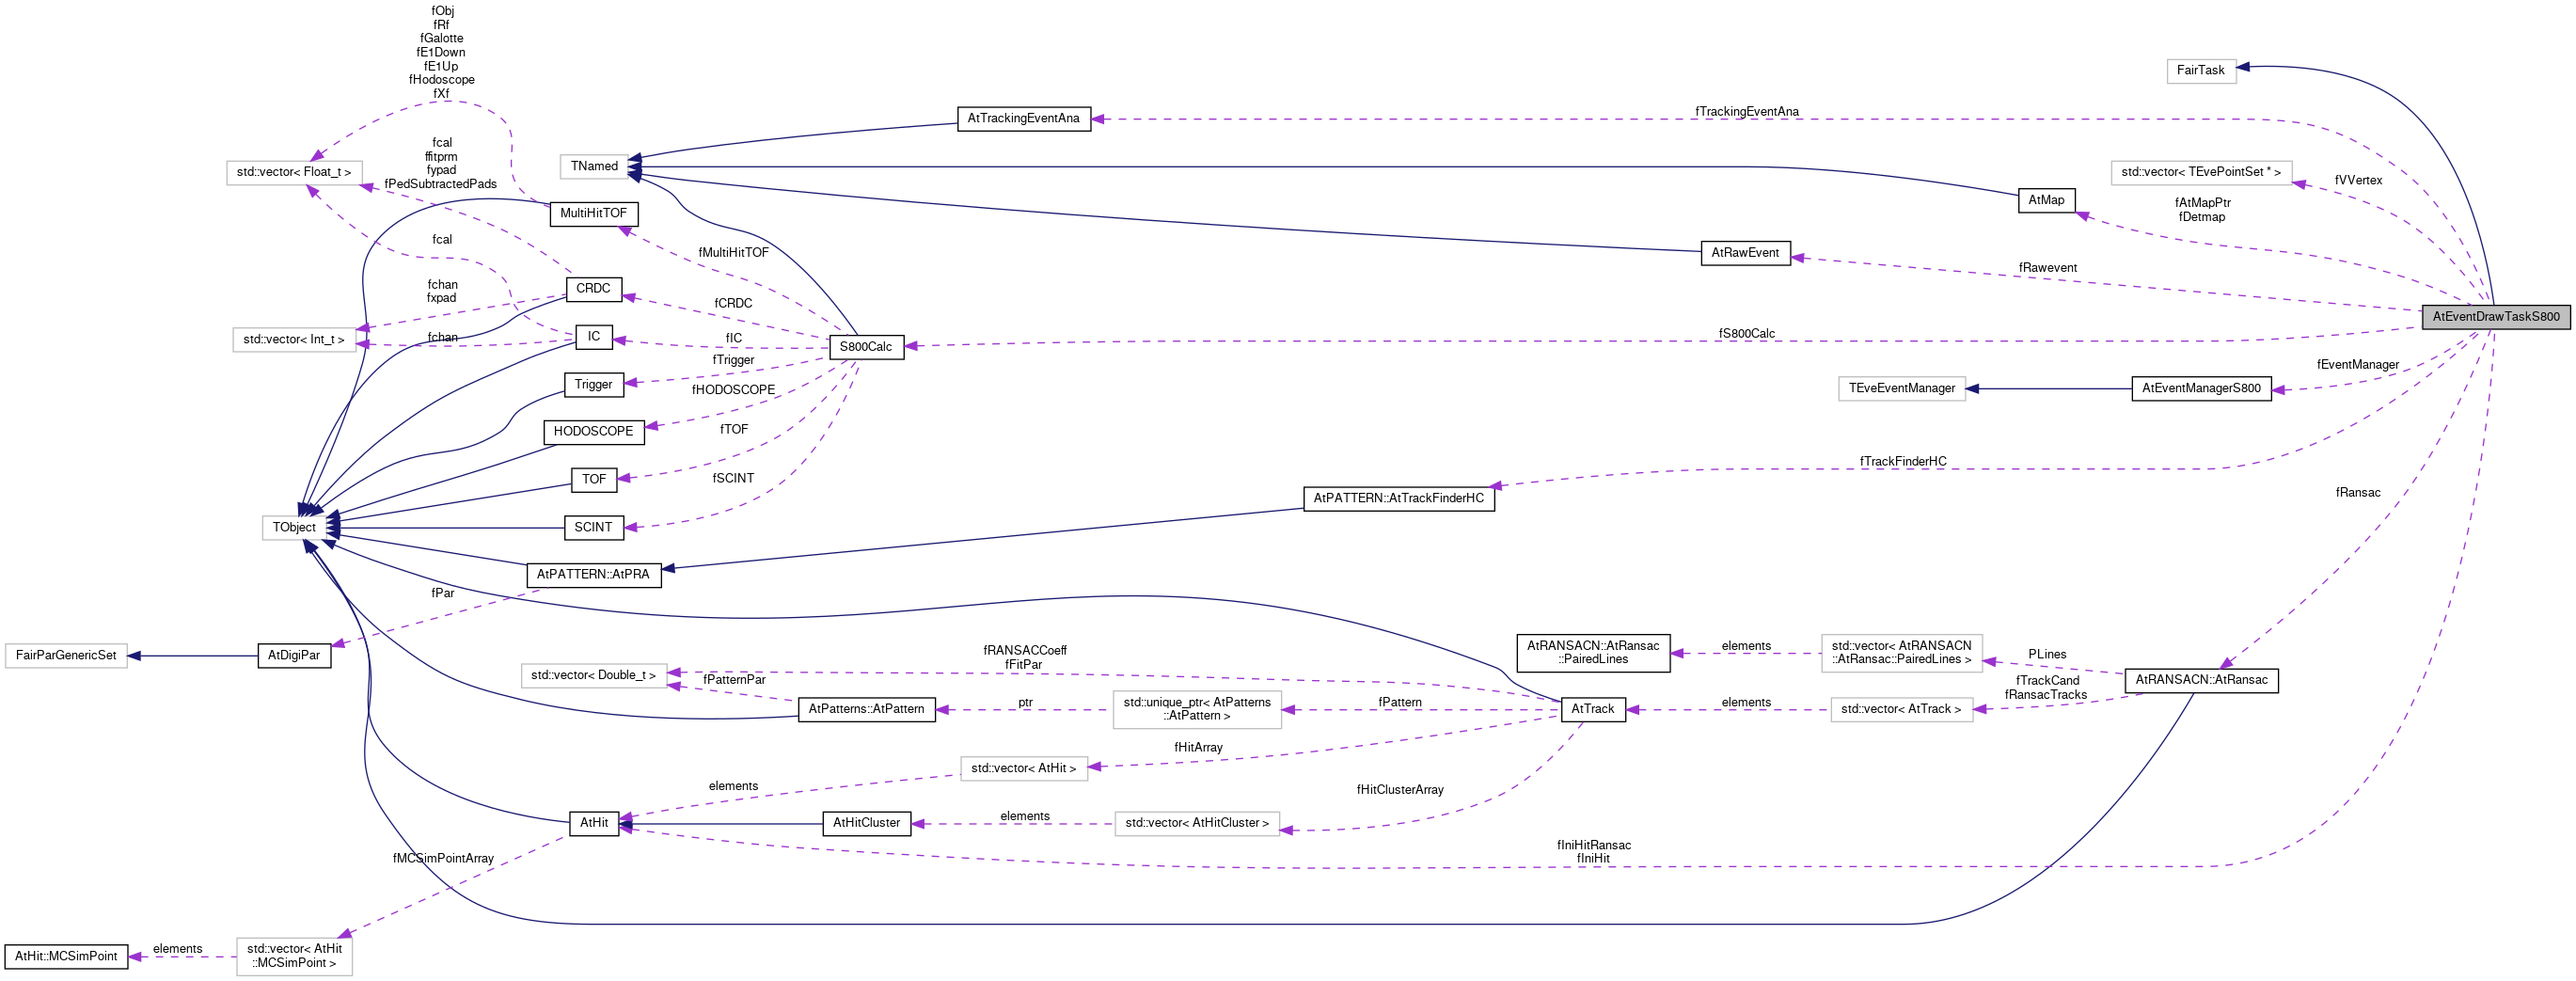 fObj
fRf
fGalotte
fE1Down
fE1Up
fHodoscope
fXf
FairTask
AtTrackingEventAna
fTrackingEventAna
fcal
ffitprm
fypad
fPedSubtractedPads
std::vector< Float_t >
TNamed
std::vector< TEvePointSet * >
fVVertex
AtMap
fAtMapPtr
fDetmap
MultiHitTOF
fcal
fMultiHitTOF
AtRawEvent
fRawevent
fchan
fxpad
CRDC
fCRDC
AtEventDrawTaskS800
std::vector< Int_t >
fchan
IC
fIC
S800Calc
fS800Calc
fTrigger
fEventManager
Trigger
fHODOSCOPE
TEveEventManager
AtEventManagerS800
HODOSCOPE
fTOF
fTrackFinderHC
TOF
fSCINT
AtPATTERN::AtTrackFinderHC
fRansac
TObject
SCINT
AtPATTERN::AtPRA
fPar
FairParGenericSet
AtDigiPar
fRANSACCoeff
fFitPar
AtRANSACN::AtRansac
::PairedLines
elements
std::vector< AtRANSACN
::AtRansac::PairedLines >
PLines
std::vector< Double_t >
fPatternPar
AtRANSACN::AtRansac
fTrackCand
fRansacTracks
AtPatterns::AtPattern
ptr
std::unique_ptr< AtPatterns
::AtPattern >
fPattern
AtTrack
elements
std::vector< AtTrack >
fHitArray
std::vector< AtHit >
elements
fHitClusterArray
AtHit
AtHitCluster
elements
std::vector< AtHitCluster >
fMCSimPointArray
fIniHitRansac
fIniHit
AtHit::MCSimPoint
elements
std::vector< AtHit
::MCSimPoint >